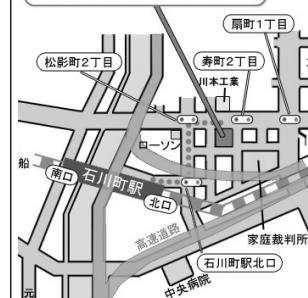 扇町1丁目
松影町2丁目
寿町2丁目
川本工業
ローソン
船
南口
石川町駅
北口
高速道路
家庭裁判所
石川町駅北口
中央病院
元